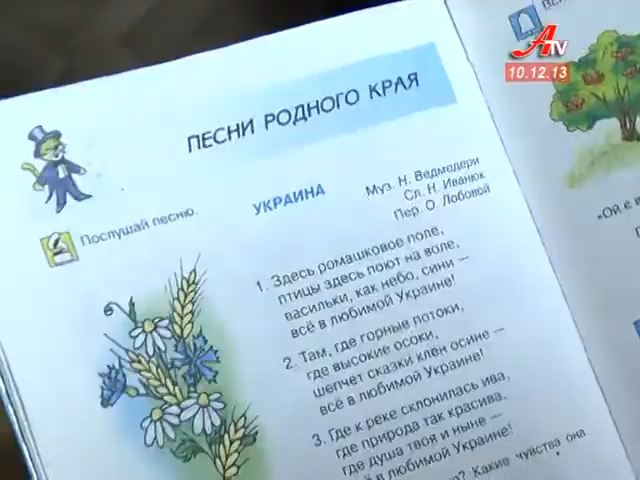 ATV
10.12.13
ПЕСНИ РОДНОГО КРАЯ
Послушай песню.
УКРАИНА
Муз. Н. Ведмедери
Сл. Н. Иванюк
Пер. О. Лобовой
1. Здесь ромашковое поле,
птицы здесь поют на воле,
васильки, как небо, сини —
всё в любимой Украине!
2. Там, где горные потоки,
где высокие осоки,
шепчет сказки клён осине —
всё в любимой Украине!
3. Где к реке склонилась ива,
где природа так красива,
где душа твоя и ныне —
в любимой Украине!
Какие чувства она
«Ой є в